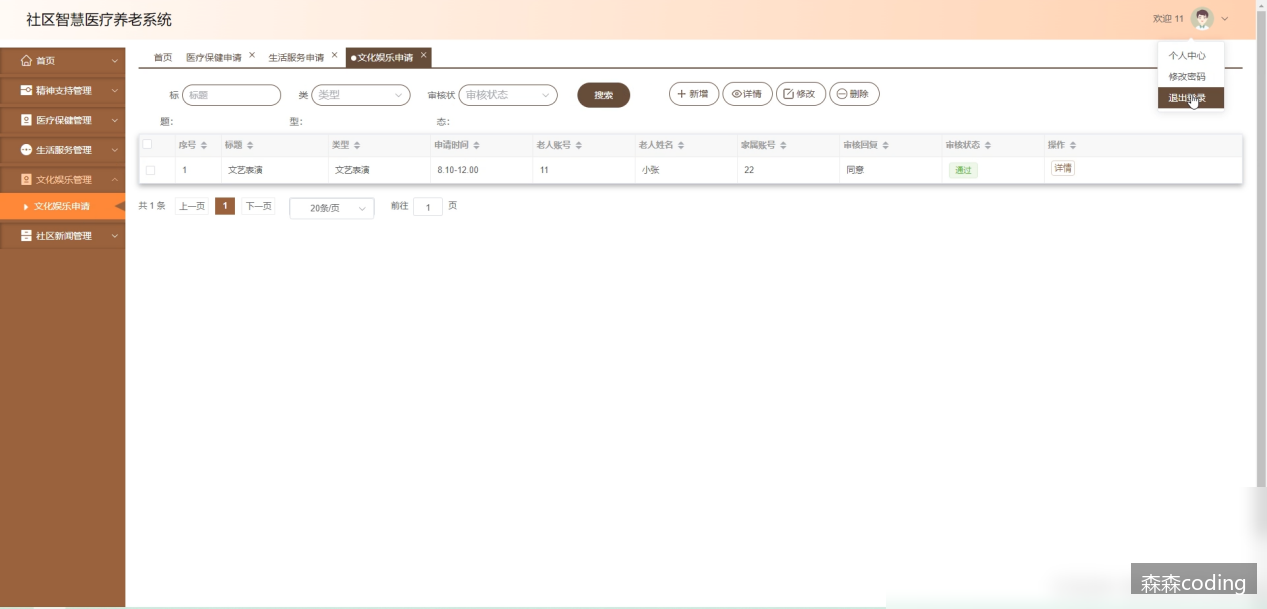 社区智慧医疗养老系统
欢迎 11
个人中心
修改密码
退出登录
首页
精神支持管理
医疗保健管理
生活服务管理
文化娱乐管理
文化娱乐申请
社区新闻管理
首页 医疗保健申请 × 生活服务申请 × 文化娱乐申请 ×
标题: 标题 类型: 类型 审核状态: 审核状态 搜索 新增 详情 修改 删除
序号 标题 类型 申请时间 老人账号 老人姓名 家属账号 审核回复 审核状态 操作
1 文艺表演 文艺表演 8.10-12.00 11 小张 22 同意 通过 详情
共 1 条 上一页 1 下一页 20条/页 前往 1 页
森森coding